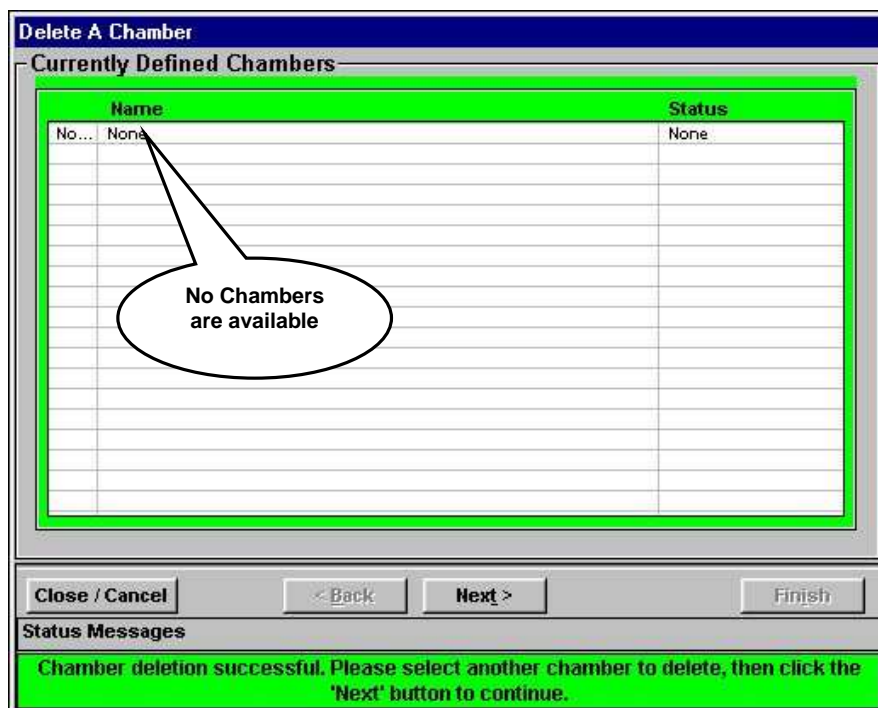 Delete A Chamber
Currently Defined Chambers
Name Status
No... None None
No Chambers
are available
Close / Cancel < Back Next > Finish
Status Messages
Chamber deletion successful. Please select another chamber to delete, then click the
'Next' button to continue.